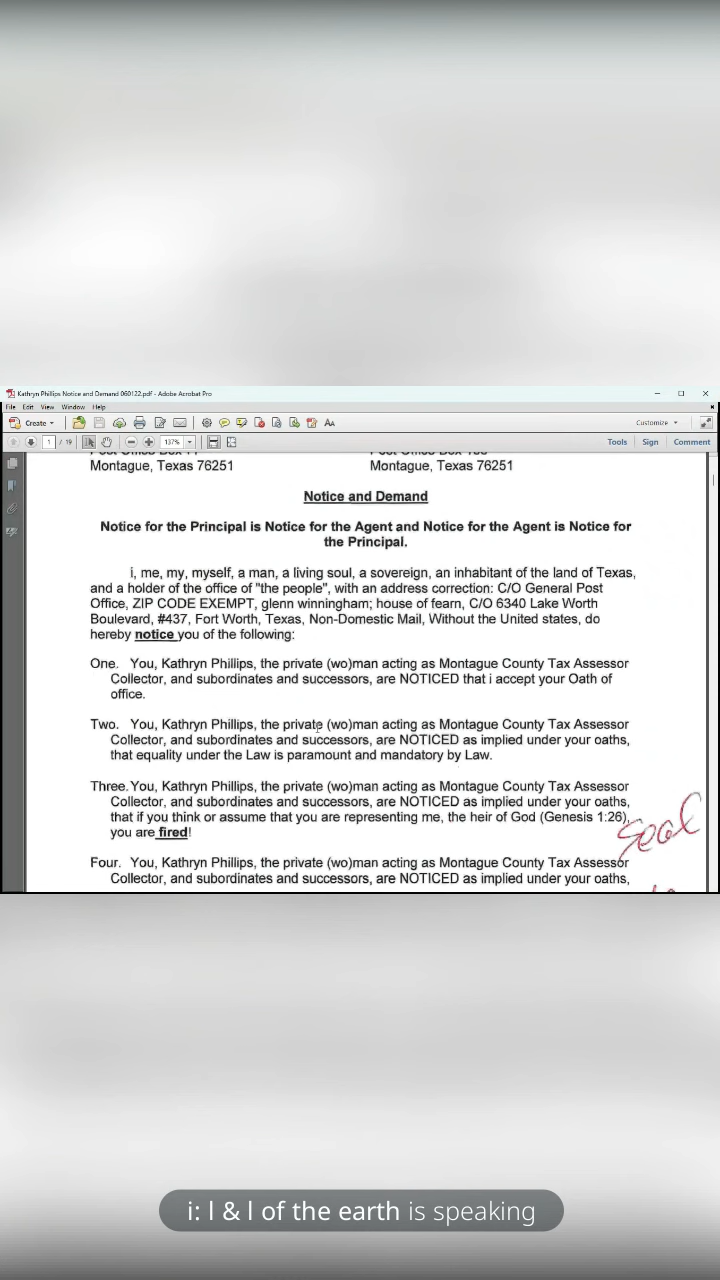 Kathryn Phillips Notice and Demand 060122.pdf - Adobe Acrobat Pro
File Edit View Window Help
Create
Customize
1 / 19
137%
Tools Sign Comment
Montague, Texas 76251 Montague, Texas 76251
Notice and Demand
Notice for the Principal is Notice for the Agent and Notice for the Agent is Notice for
the Principal.
i, me, my, myself, a man, a living soul, a sovereign, an inhabitant of the land of Texas,
and a holder of the office of "the people", with an address correction: C/O General Post
Office, ZIP CODE EXEMPT, glenn winningham; house of fearn, C/O 6340 Lake Worth
Boulevard, #437, Fort Worth, Texas, Non-Domestic Mail, Without the United states, do
hereby notice you of the following:
One. You, Kathryn Phillips, the private (wo)man acting as Montague County Tax Assessor
Collector, and subordinates and successors, are NOTICED that i accept your Oath of
office.
Two. You, Kathryn Phillips, the private (wo)man acting as Montague County Tax Assessor
Collector, and subordinates and successors, are NOTICED as implied under your oaths,
that equality under the Law is paramount and mandatory by Law.
Three. You, Kathryn Phillips, the private (wo)man acting as Montague County Tax Assessor
Collector, and subordinates and successors, are NOTICED as implied under your oaths,
that if you think or assume that you are representing me, the heir of God (Genesis 1:26),
you are fired!
Seal
Four. You, Kathryn Phillips, the private (wo)man acting as Montague County Tax Assessor
Collector, and subordinates and successors, are NOTICED as implied under your oaths,
i: l & l of the earth is speaking